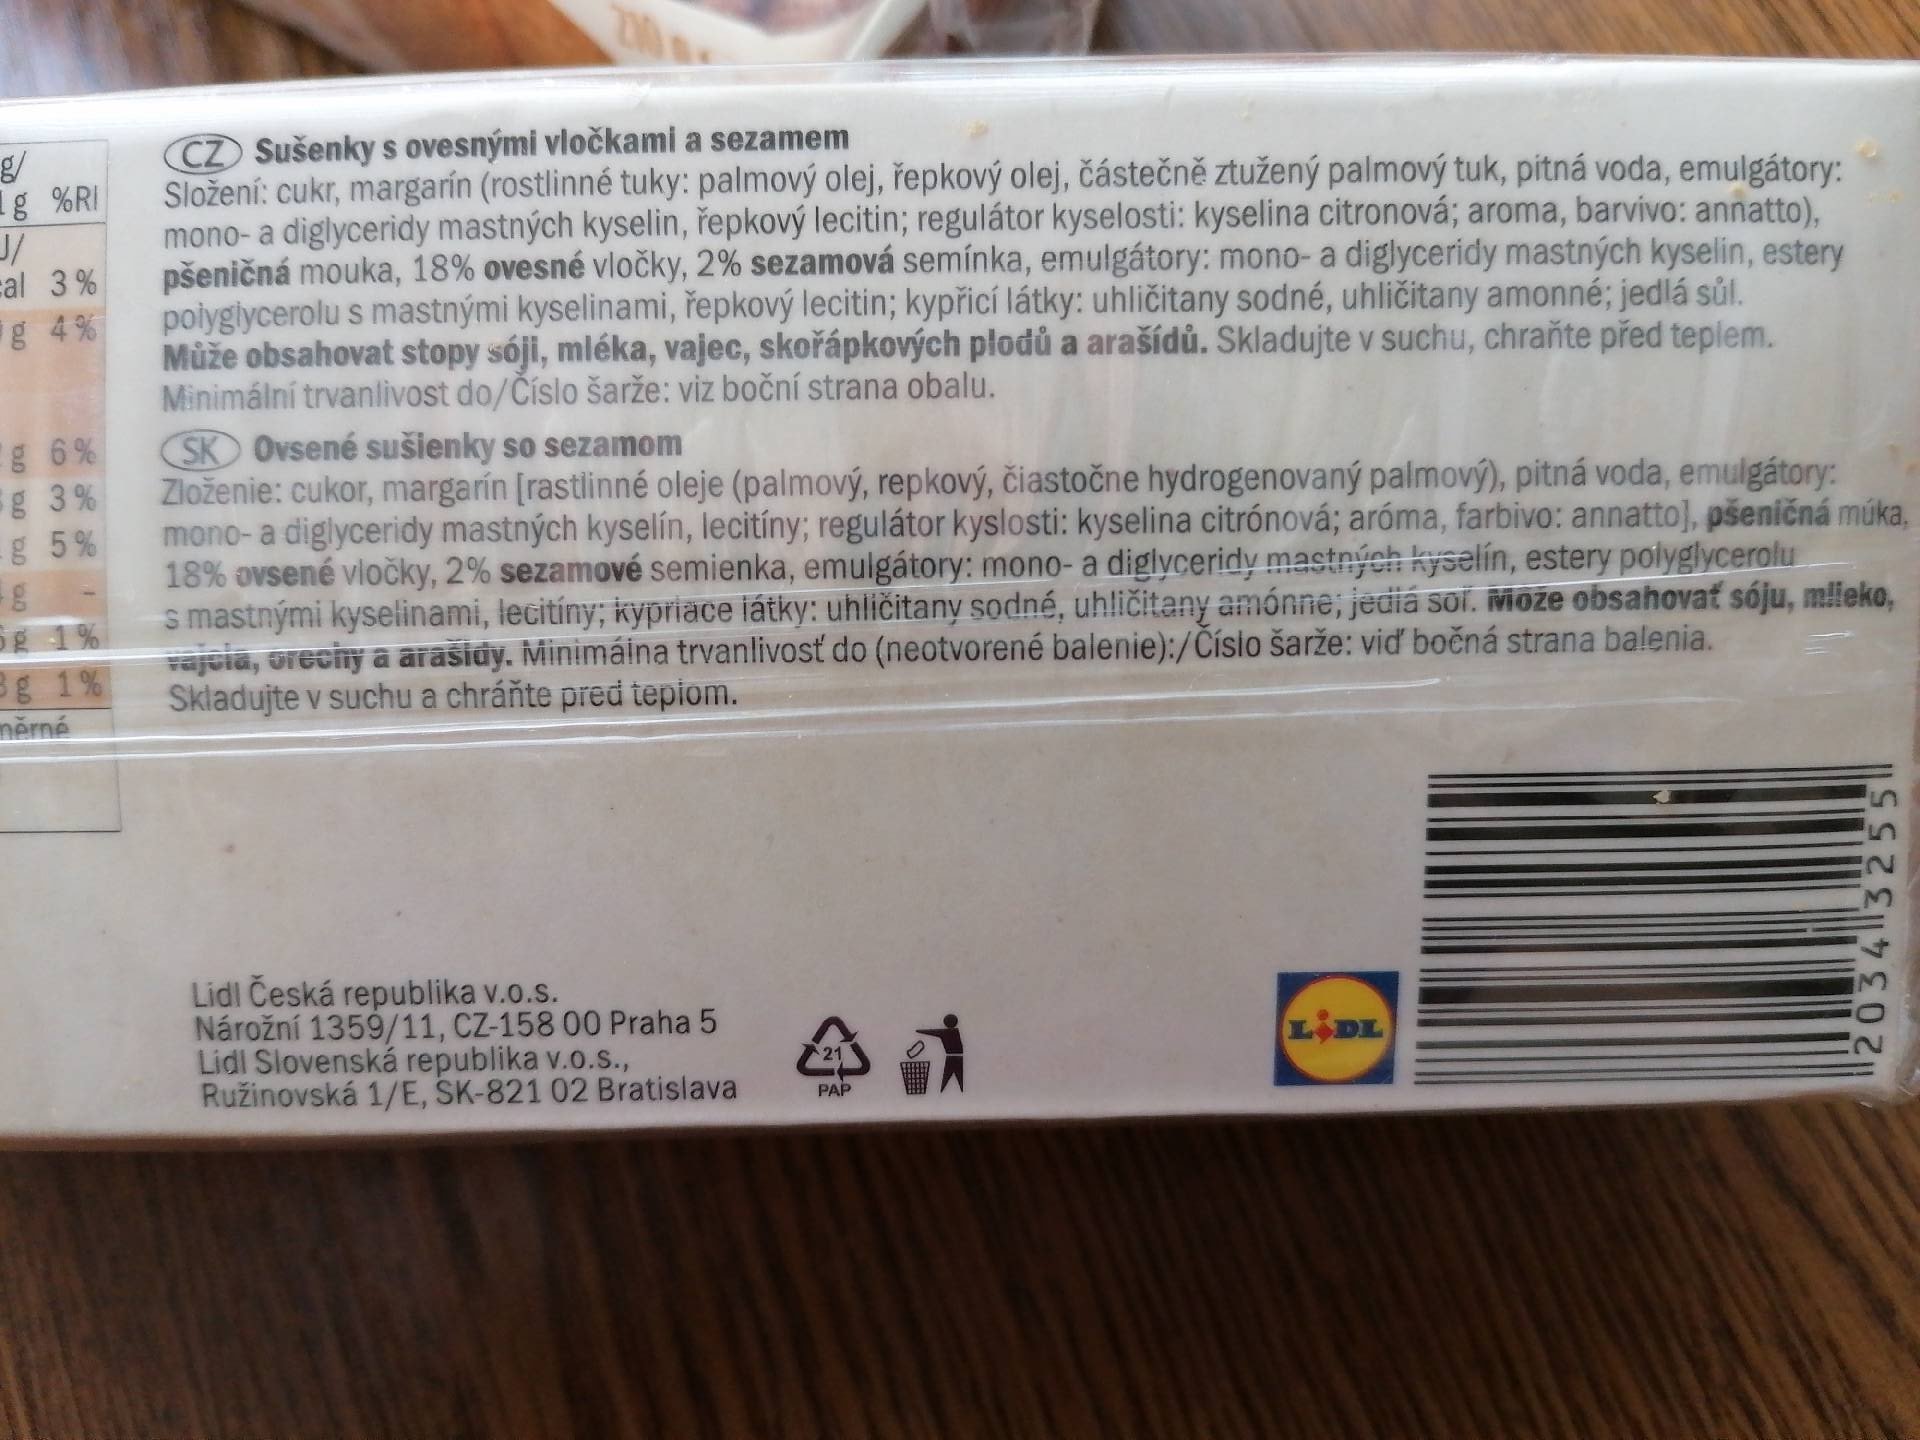 g/
1g %RI
J/
cal 3 %
g 4 %
g 6 %
g 3 %
g 5 %
g -
g 1 %
3g 1 %
měrné
CZ Sušenky s ovesnými vločkami a sezamem
Složení: cukr, margarín (rostlinné tuky: palmový olej, řepkový olej, částečně ztužený palmový tuk, pitná voda, emulgátory:
mono- a diglyceridy mastných kyselin, řepkový lecitin; regulátor kyselosti: kyselina citronová; aroma, barvivo: annatto),
pšeničná mouka, 18% ovesné vločky, 2% sezamová semínka, emulgátory: mono- a diglyceridy mastných kyselin, estery
polyglycerolu s mastnými kyselinami, řepkový lecitin; kypřicí látky: uhličitany sodné, uhličitany amonné; jedlá sůl.
Může obsahovat stopy sóji, mléka, vajec, skořápkových plodů a arašídů. Skladujte v suchu, chraňte před teplem.
Minimální trvanlivost do/Číslo šarže: viz boční strana obalu.
SK Ovsené sušienky so sezamom
Zloženie: cukor, margarín [rastlinné oleje (palmový, repkový, čiastočne hydrogenovaný palmový), pitná voda, emulgátory:
mono- a diglyceridy mastných kyselín, lecitíny; regulátor kyslosti: kyselina citrónová; aróma, farbivo: annatto], pšeničná múka,
18% ovsené vločky, 2% sezamové semienka, emulgátory: mono- a diglyceridy mastných kyselín, estery polyglycerolu
s mastnými kyselinami, lecitíny; kypriace látky: uhličitany sodné, uhličitany amónne; jedlá soľ. Môže obsahovať sóju, mlieko,
vajcia, orechy a arašidy. Minimálna trvanlivosť do (neotvorené balenie):/Číslo šarže: viď bočná strana balenia.
Skladujte v suchu a chráňte pred teplom.
Lidl Česká republika v.o.s.
Nárožní 1359/11, CZ-158 00 Praha 5
Lidl Slovenská republika v.o.s.,
Ružinovská 1/E, SK-821 02 Bratislava
21
PAP
LIDL
20343255